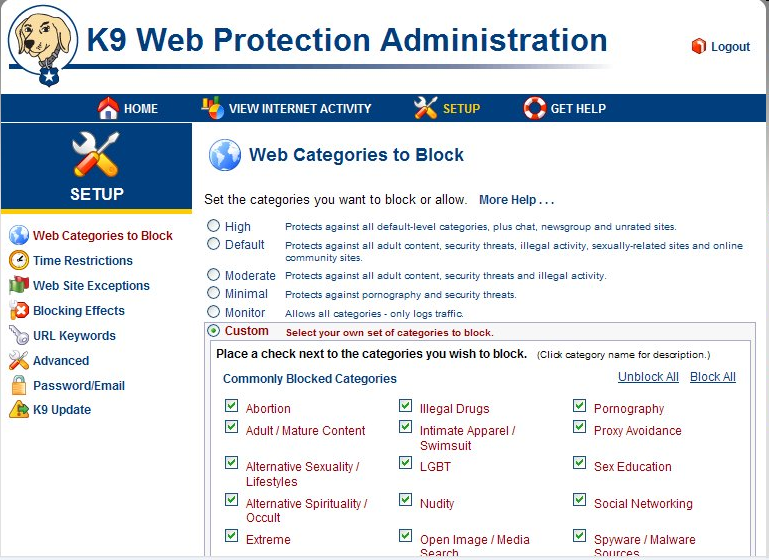 K9 Web Protection Administration
Logout
HOME
VIEW INTERNET ACTIVITY
SETUP
GET HELP
SETUP
Web Categories to Block
Time Restrictions
Web Site Exceptions
Blocking Effects
URL Keywords
Advanced
Password/Email
K9 Update
Web Categories to Block
Set the categories you want to block or allow. More Help . . .
High Protects against all default-level categories, plus chat, newsgroup and unrated sites.
Default Protects against all adult content, security threats, illegal activity, sexually-related sites and online
community sites.
Moderate Protects against all adult content, security threats and illegal activity.
Minimal Protects against pornography and security threats.
Monitor Allows all categories - only logs traffic.
Custom Select your own set of categories to block.
Place a check next to the categories you wish to block. (Click category name for description.)
Commonly Blocked Categories Unblock All Block All
Abortion Illegal Drugs Pornography
Adult / Mature Content Intimate Apparel / Proxy Avoidance
Swimsuit
Alternative Sexuality / LGBT Sex Education
Lifestyles
Alternative Spirituality / Nudity Social Networking
Occult
Extreme Open Image / Media Spyware / Malware
Search Sources